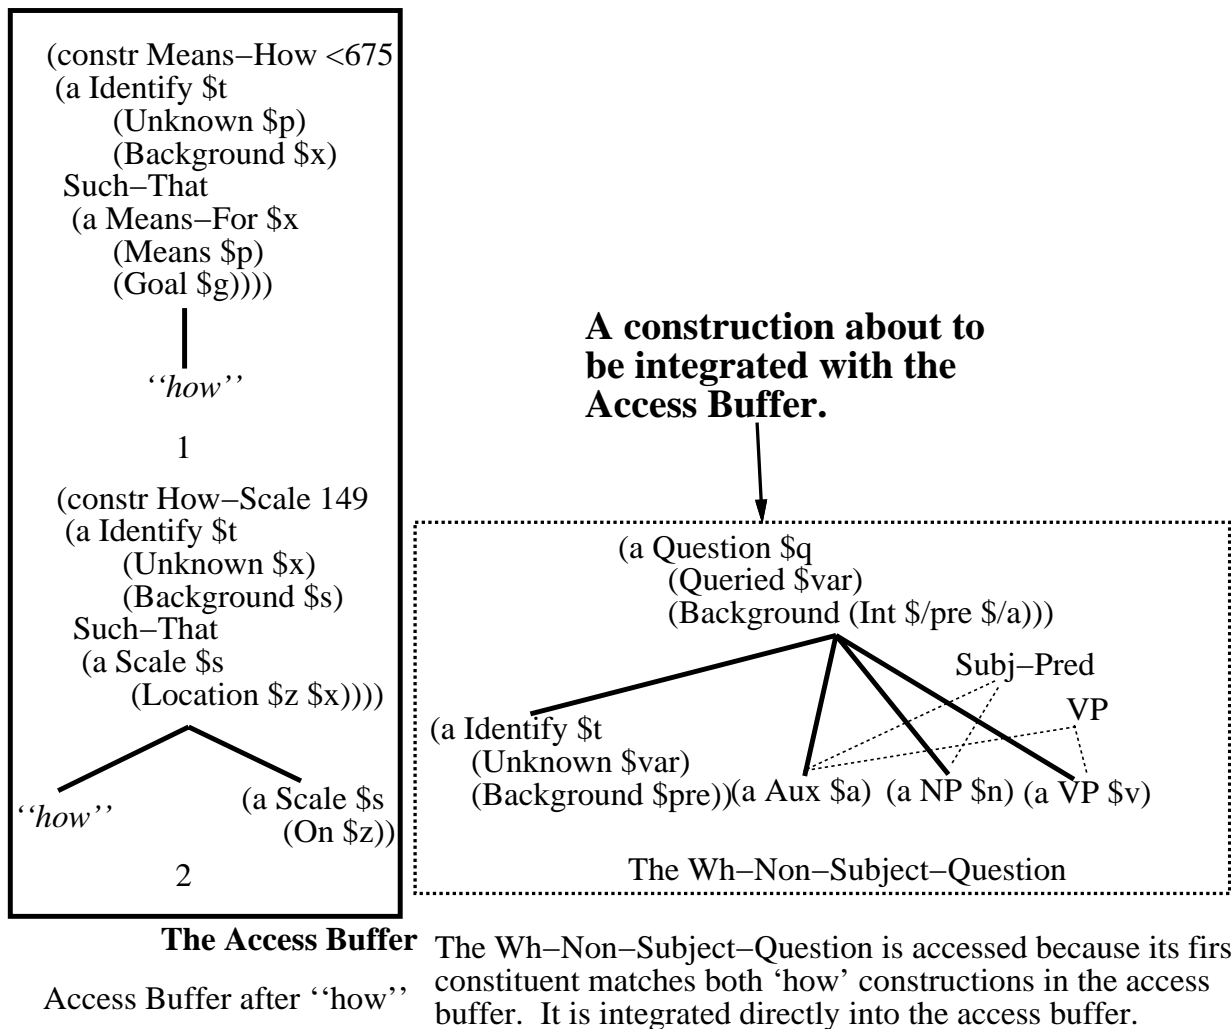 (constr Means−How <675
(a Identify $t
(Unknown $p)
(Background $x)
Such−That
(a Means−For $x
(Means $p)
(Goal $g))))
‘‘how’’
1
(constr How−Scale 149
(a Identify $t
(Unknown $x)
(Background $s)
Such−That
(a Scale $s
(Location $z $x))))
‘‘how’’
(a Scale $s
(On $z))
2
The Access Buffer
Access Buffer after ‘‘how’’
A construction about to
be integrated with the
Access Buffer.
(a Question $q
(Queried $var)
(Background (Int $/pre $/a)))
Subj−Pred
VP
(a Identify $t
(Unknown $var)
(Background $pre))
(a Aux $a)
(a NP $n)
(a VP $v)
The Wh−Non−Subject−Question
The Wh−Non−Subject−Question is accessed because its firs
constituent matches both ‘how’ constructions in the access
buffer. It is integrated directly into the access buffer.